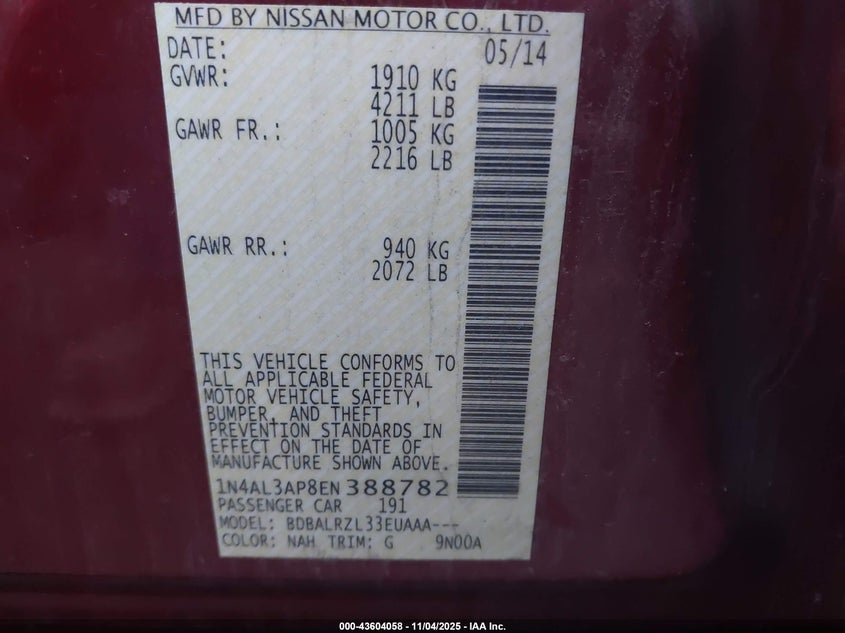 MFD BY NISSAN MOTOR CO., LTD.
DATE: 05/14
GVWR: 1910 KG
4211 LB
GAWR FR.: 1005 KG
2216 LB
GAWR RR.: 940 KG
2072 LB
THIS VEHICLE CONFORMS TO
ALL APPLICABLE FEDERAL
MOTOR VEHICLE SAFETY,
BUMPER, AND THEFT
PREVENTION STANDARDS IN
EFFECT ON THE DATE OF
MANUFACTURE SHOWN ABOVE.
1N4AL3AP8EN388782
PASSENGER CAR 191
MODEL: BDBALRZL33EUAAA---
COLOR: NAH TRIM: G 9N00A
000-43604058 - 11/04/2025 - IAA Inc.